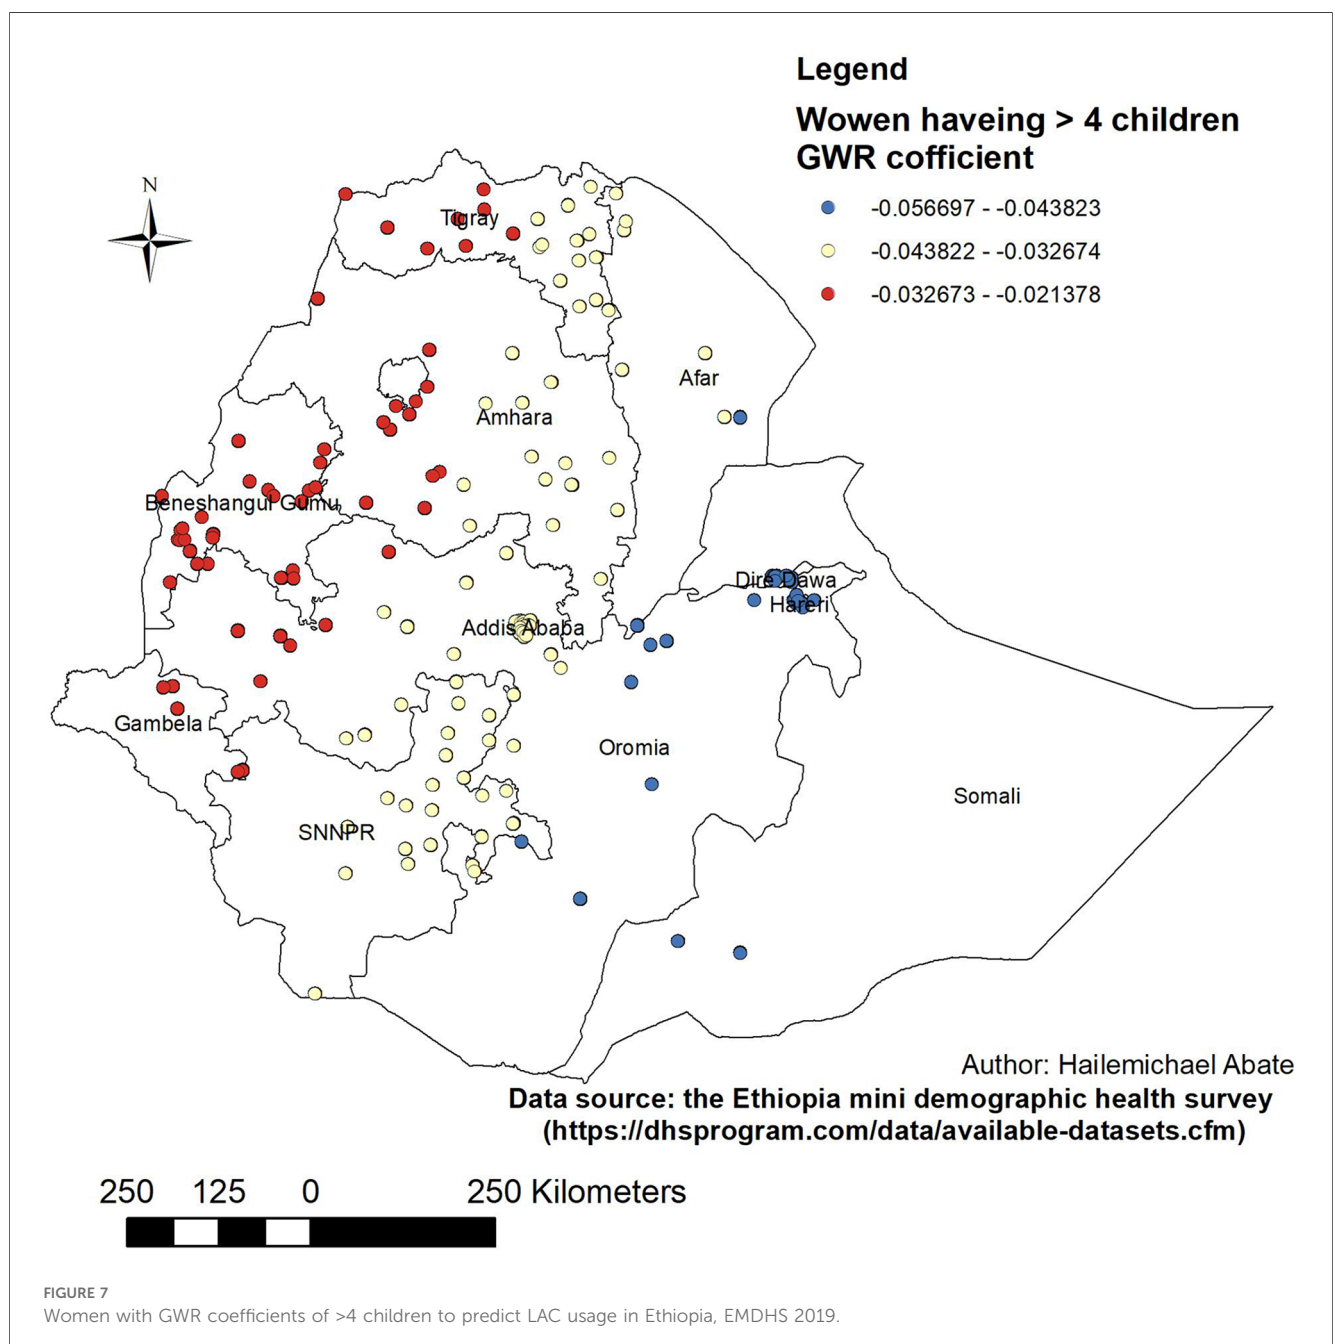 Legend
Wowen haveing > 4 children
GWR cofficient
-0.056697 - -0.043823
-0.043822 - -0.032674
-0.032673 - -0.021378
N
Tigray
Afar
Amhara
Beneshangul Gumu
Dire Dawa
Hareri
Addis Ababa
Gambela
Oromia
Somali
SNNPR
Author: Hailemichael Abate
Data source: the Ethiopia mini demographic health survey
(https://dhsprogram.com/data/available-datasets.cfm)
250 125 0 250 Kilometers
FIGURE 7
Women with GWR coefficients of >4 children to predict LAC usage in Ethiopia, EMDHS 2019.